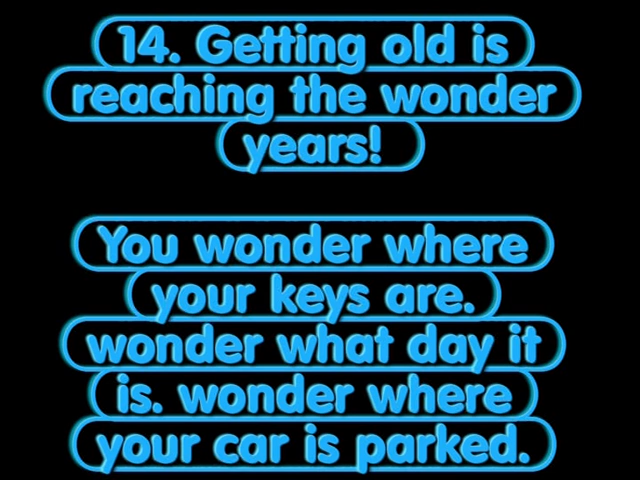 14. Getting old is
reaching the wonder
years!
You wonder where
your keys are.
wonder what day it
is. wonder where
your car is parked.